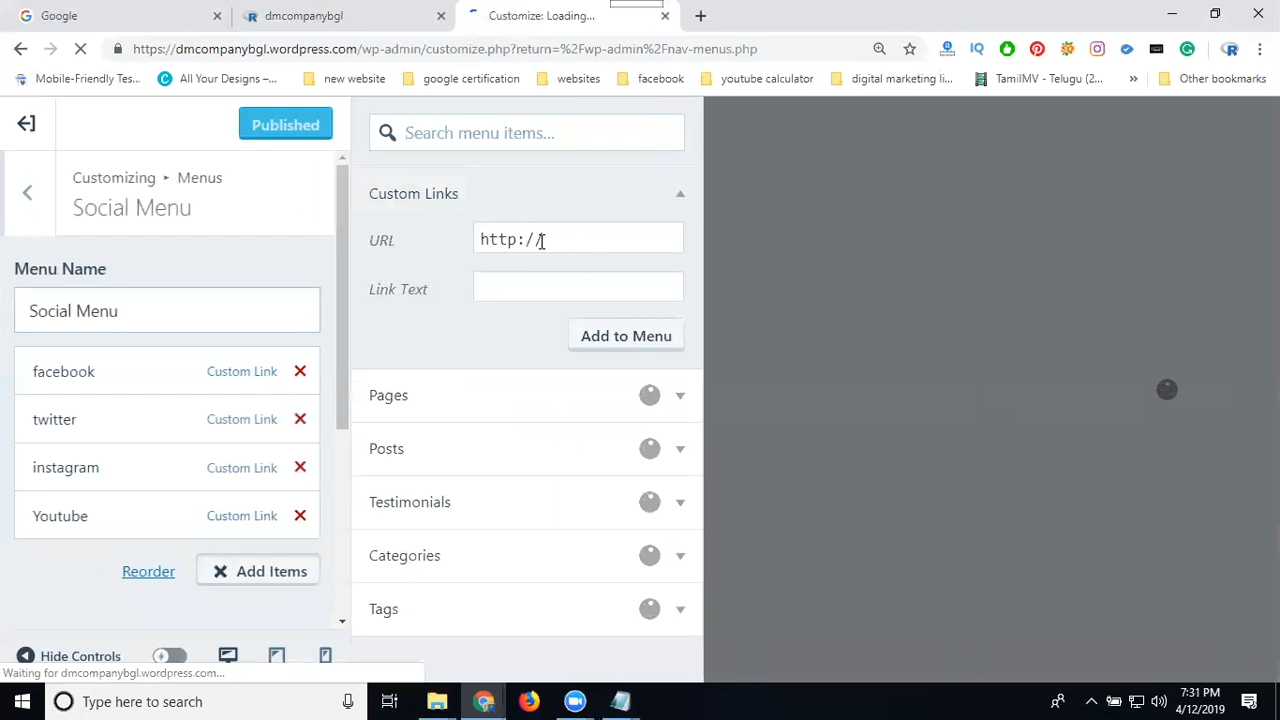 Google
dmcompanybgl
Customize: Loading...
https://dmcompanybgl.wordpress.com/wp-admin/customize.php?return=%2Fwp-admin%2Fnav-menus.php
Mobile-Friendly Tes...
All Your Designs –...
new website
google certification
websites
facebook
youtube calculator
digital marketing li...
TamilMV - Telugu (2...
Other bookmarks
Published
Customizing ▸ Menus
Social Menu
Menu Name
Social Menu
facebook Custom Link
twitter Custom Link
instagram Custom Link
Youtube Custom Link
Reorder
Add Items
Hide Controls
Search menu items...
Custom Links
URL http://
Link Text
Add to Menu
Pages
Posts
Testimonials
Categories
Tags
Waiting for dmcompanybgl.wordpress.com...
Type here to search
7:31 PM
4/12/2019